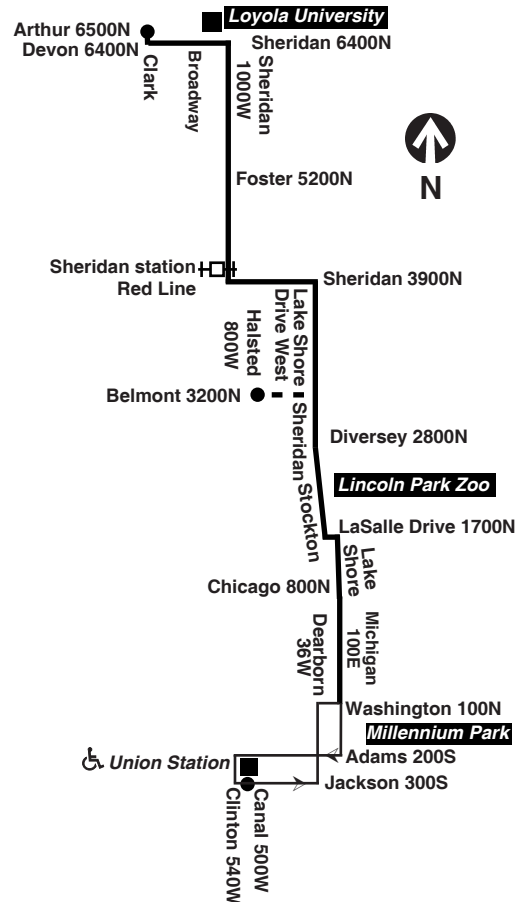 Loyola University
Arthur 6500N
Devon 6400N
Sheridan 6400N
Clark
Broadway
Sheridan
1000W
N
Foster 5200N
Sheridan station
Red Line
Sheridan 3900N
Halsted
800W
Lake Shore
Drive West
Belmont 3200N
Sheridan
Diversey 2800N
Stockton
Lincoln Park Zoo
LaSalle Drive 1700N
Lake
Shore
Chicago 800N
Dearborn
36W
Michigan
100E
Washington 100N
Millennium Park
Adams 200S
Union Station
Jackson 300S
Clinton 540W
Canal 500W